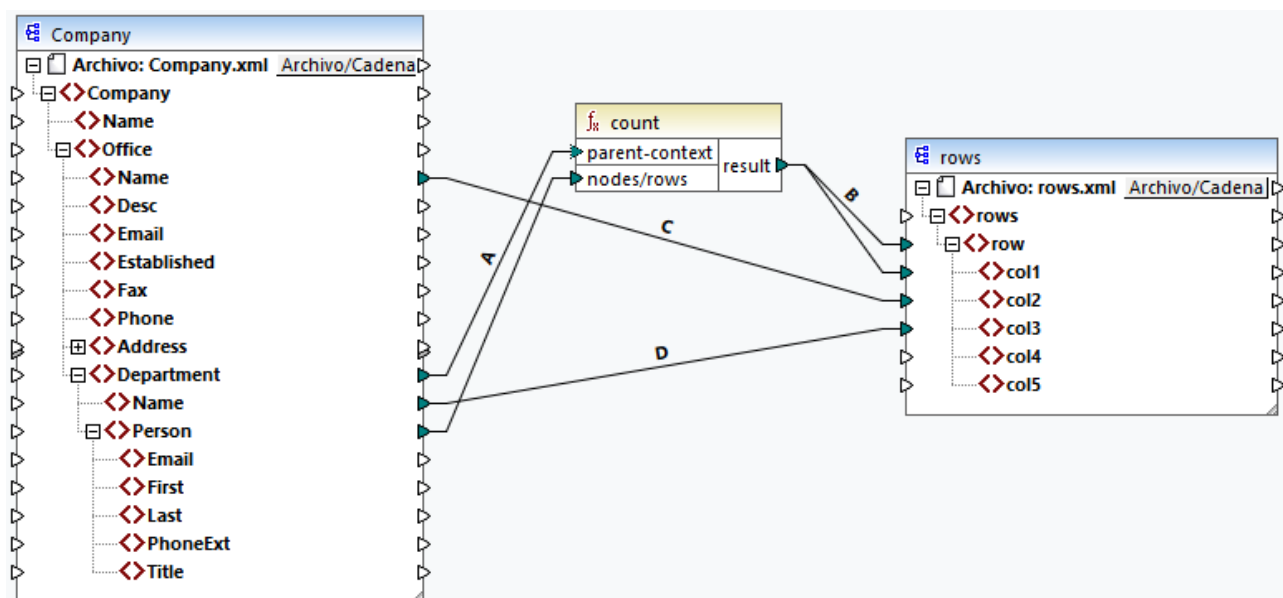 Company
Archivo: Company.xml Archivo/Cadena
Company
Name
Office
Name
Desc
Email
Established
Fax
Phone
Address
Department
Name
Person
Email
First
Last
PhoneExt
Title
A
fx count
parent-context
nodes/rows
result
B
C
D
rows
Archivo: rows.xml Archivo/Cadena
rows
row
col1
col2
col3
col4
col5